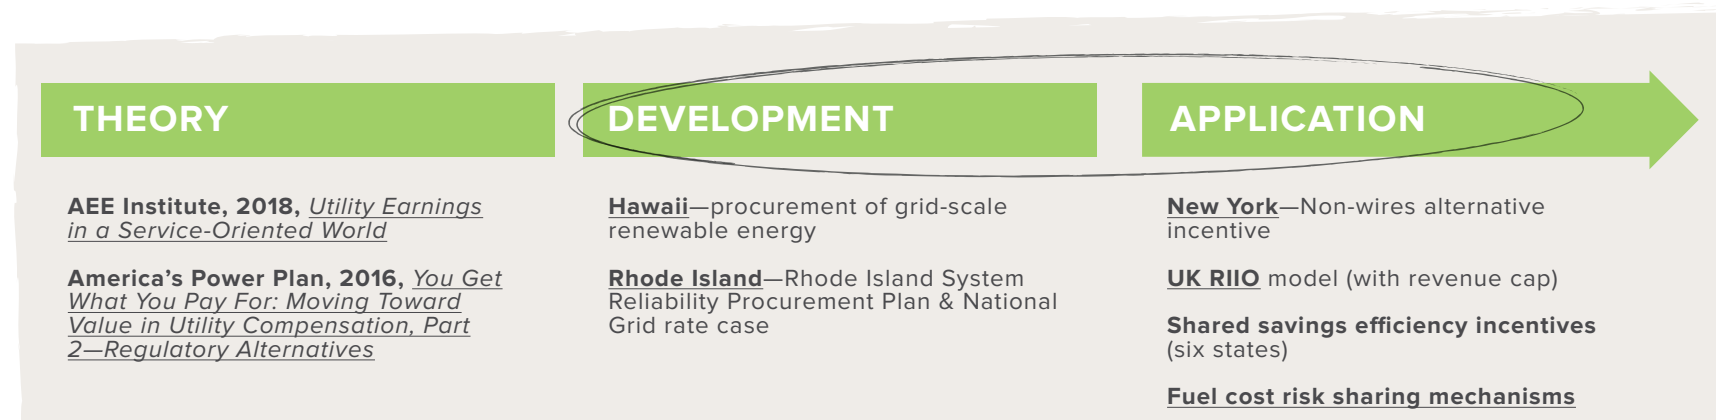 THEORY
AEE Institute, 2018, Utility Earnings
in a Service-Oriented World
America’s Power Plan, 2016, You Get
What You Pay For: Moving Toward
Value in Utility Compensation, Part
2—Regulatory Alternatives
DEVELOPMENT
Hawaii—procurement of grid-scale
renewable energy
Rhode Island—Rhode Island System
Reliability Procurement Plan & National
Grid rate case
APPLICATION
New York—Non-wires alternative
incentive
UK RIIO model (with revenue cap)
Shared savings efficiency incentives
(six states)
Fuel cost risk sharing mechanisms